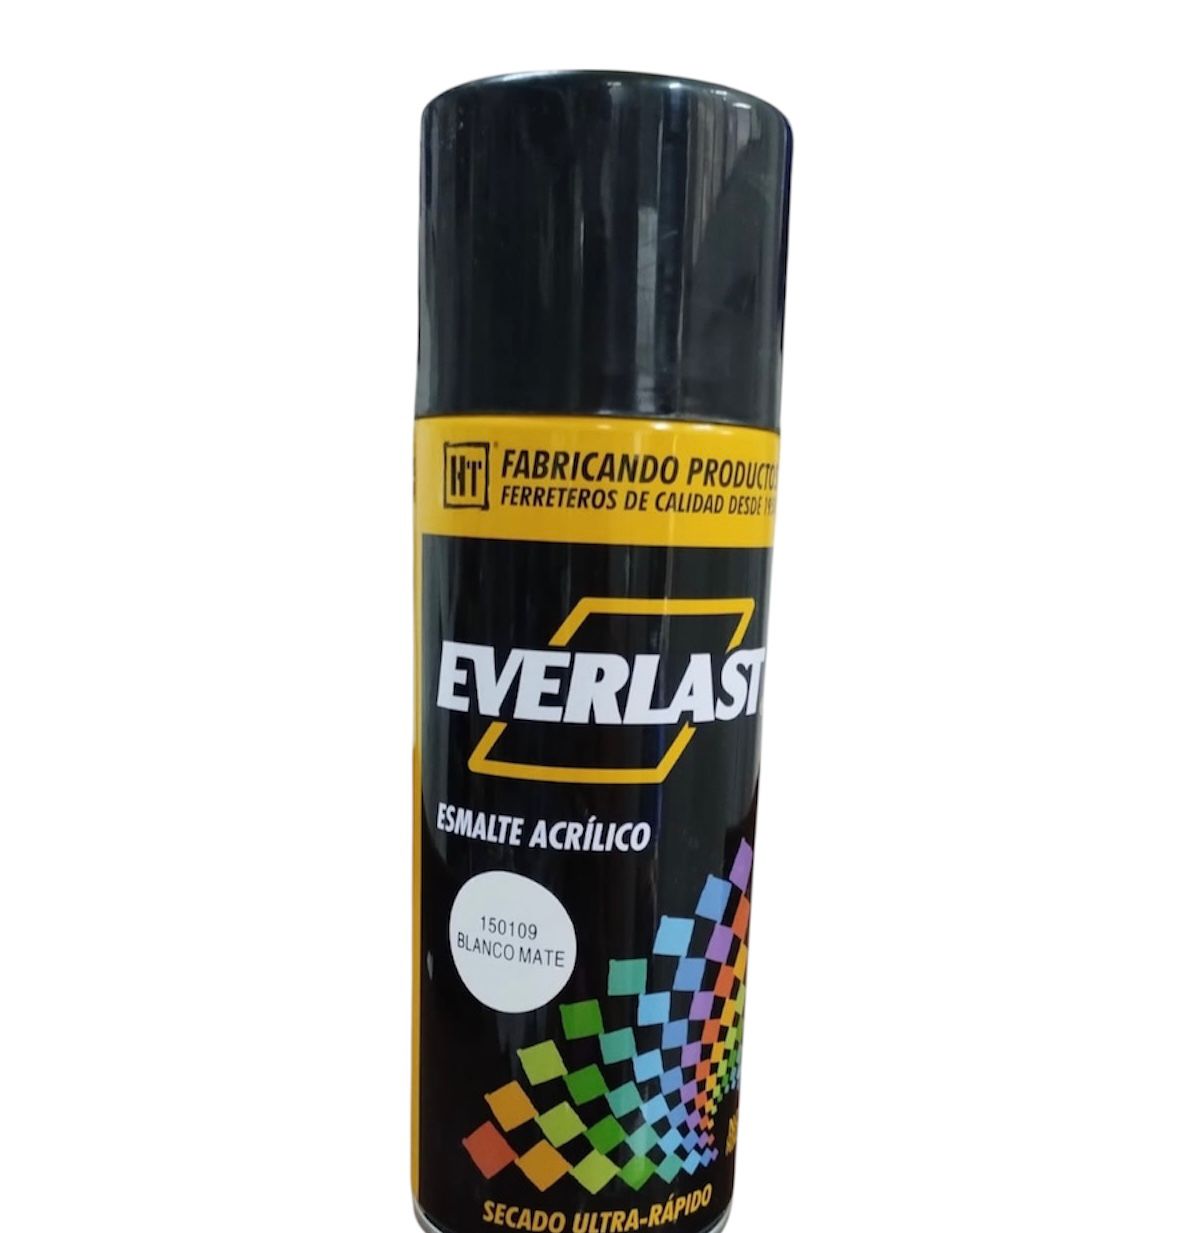 HT
FABRICANDO PRODUCTOS
FERRETEROS DE CALIDAD DESDE
EVERLAST
ESMALTE ACRÍLICO
150109
BLANCO MATE
SECADO ULTRA-RÁPIDO